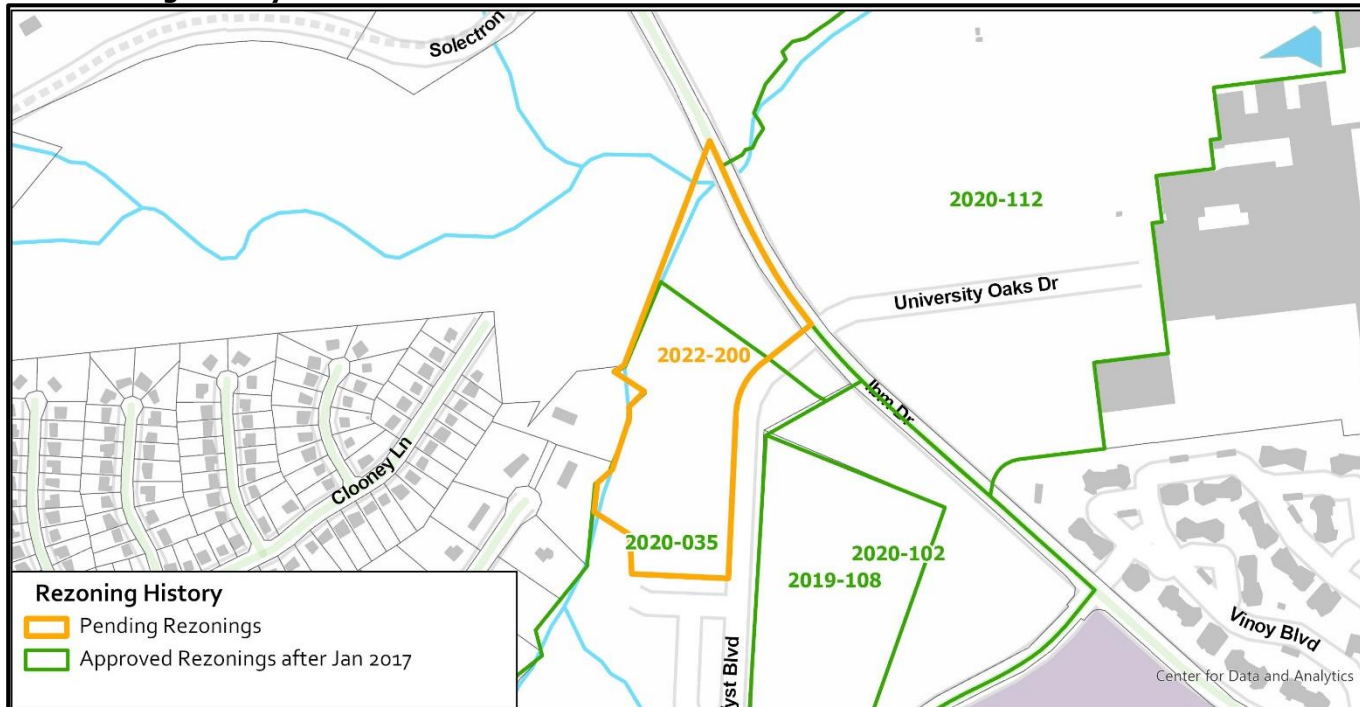 Solectron
2020-112
University Oaks Dr
2022-200
Ibm Dr
Clooney Ln
2020-035
2020-102
2019-108
Vinoy Blvd
yst Blvd
Rezoning History
Pending Rezonings
Approved Rezonings after Jan 2017
Center for Data and Analytics